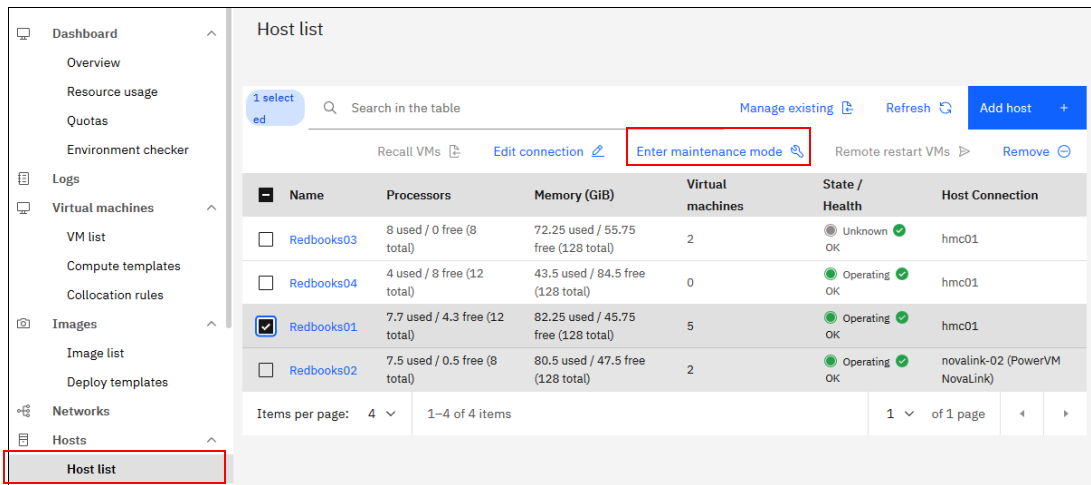 Dashboard
Overview
Resource usage
Quotas
Environment checker
Logs
Virtual machines
VM list
Compute templates
Collocation rules
Images
Image list
Deploy templates
Networks
Hosts
Host list
Host list
1 select
ed
Search in the table
Manage existing
Refresh
Add host +
Recall VMs
Edit connection
Enter maintenance mode
Remote restart VMs
Remove
Name Processors Memory (GiB) Virtual
machines State /
Health Host Connection
Redbooks03 8 used / 0 free (8
total) 72.25 used / 55.75
free (128 total) 2 Unknown
OK hmc01
Redbooks04 4 used / 8 free (12
total) 43.5 used / 84.5 free
(128 total) 0 Operating
OK hmc01
Redbooks01 7.7 used / 4.3 free (12
total) 82.25 used / 45.75
free (128 total) 5 Operating
OK hmc01
Redbooks02 7.5 used / 0.5 free (8
total) 80.5 used / 47.5 free
(128 total) 2 Operating
OK novalink-02 (PowerVM
NovaLink)
Items per page: 4 1–4 of 4 items 1 of 1 page